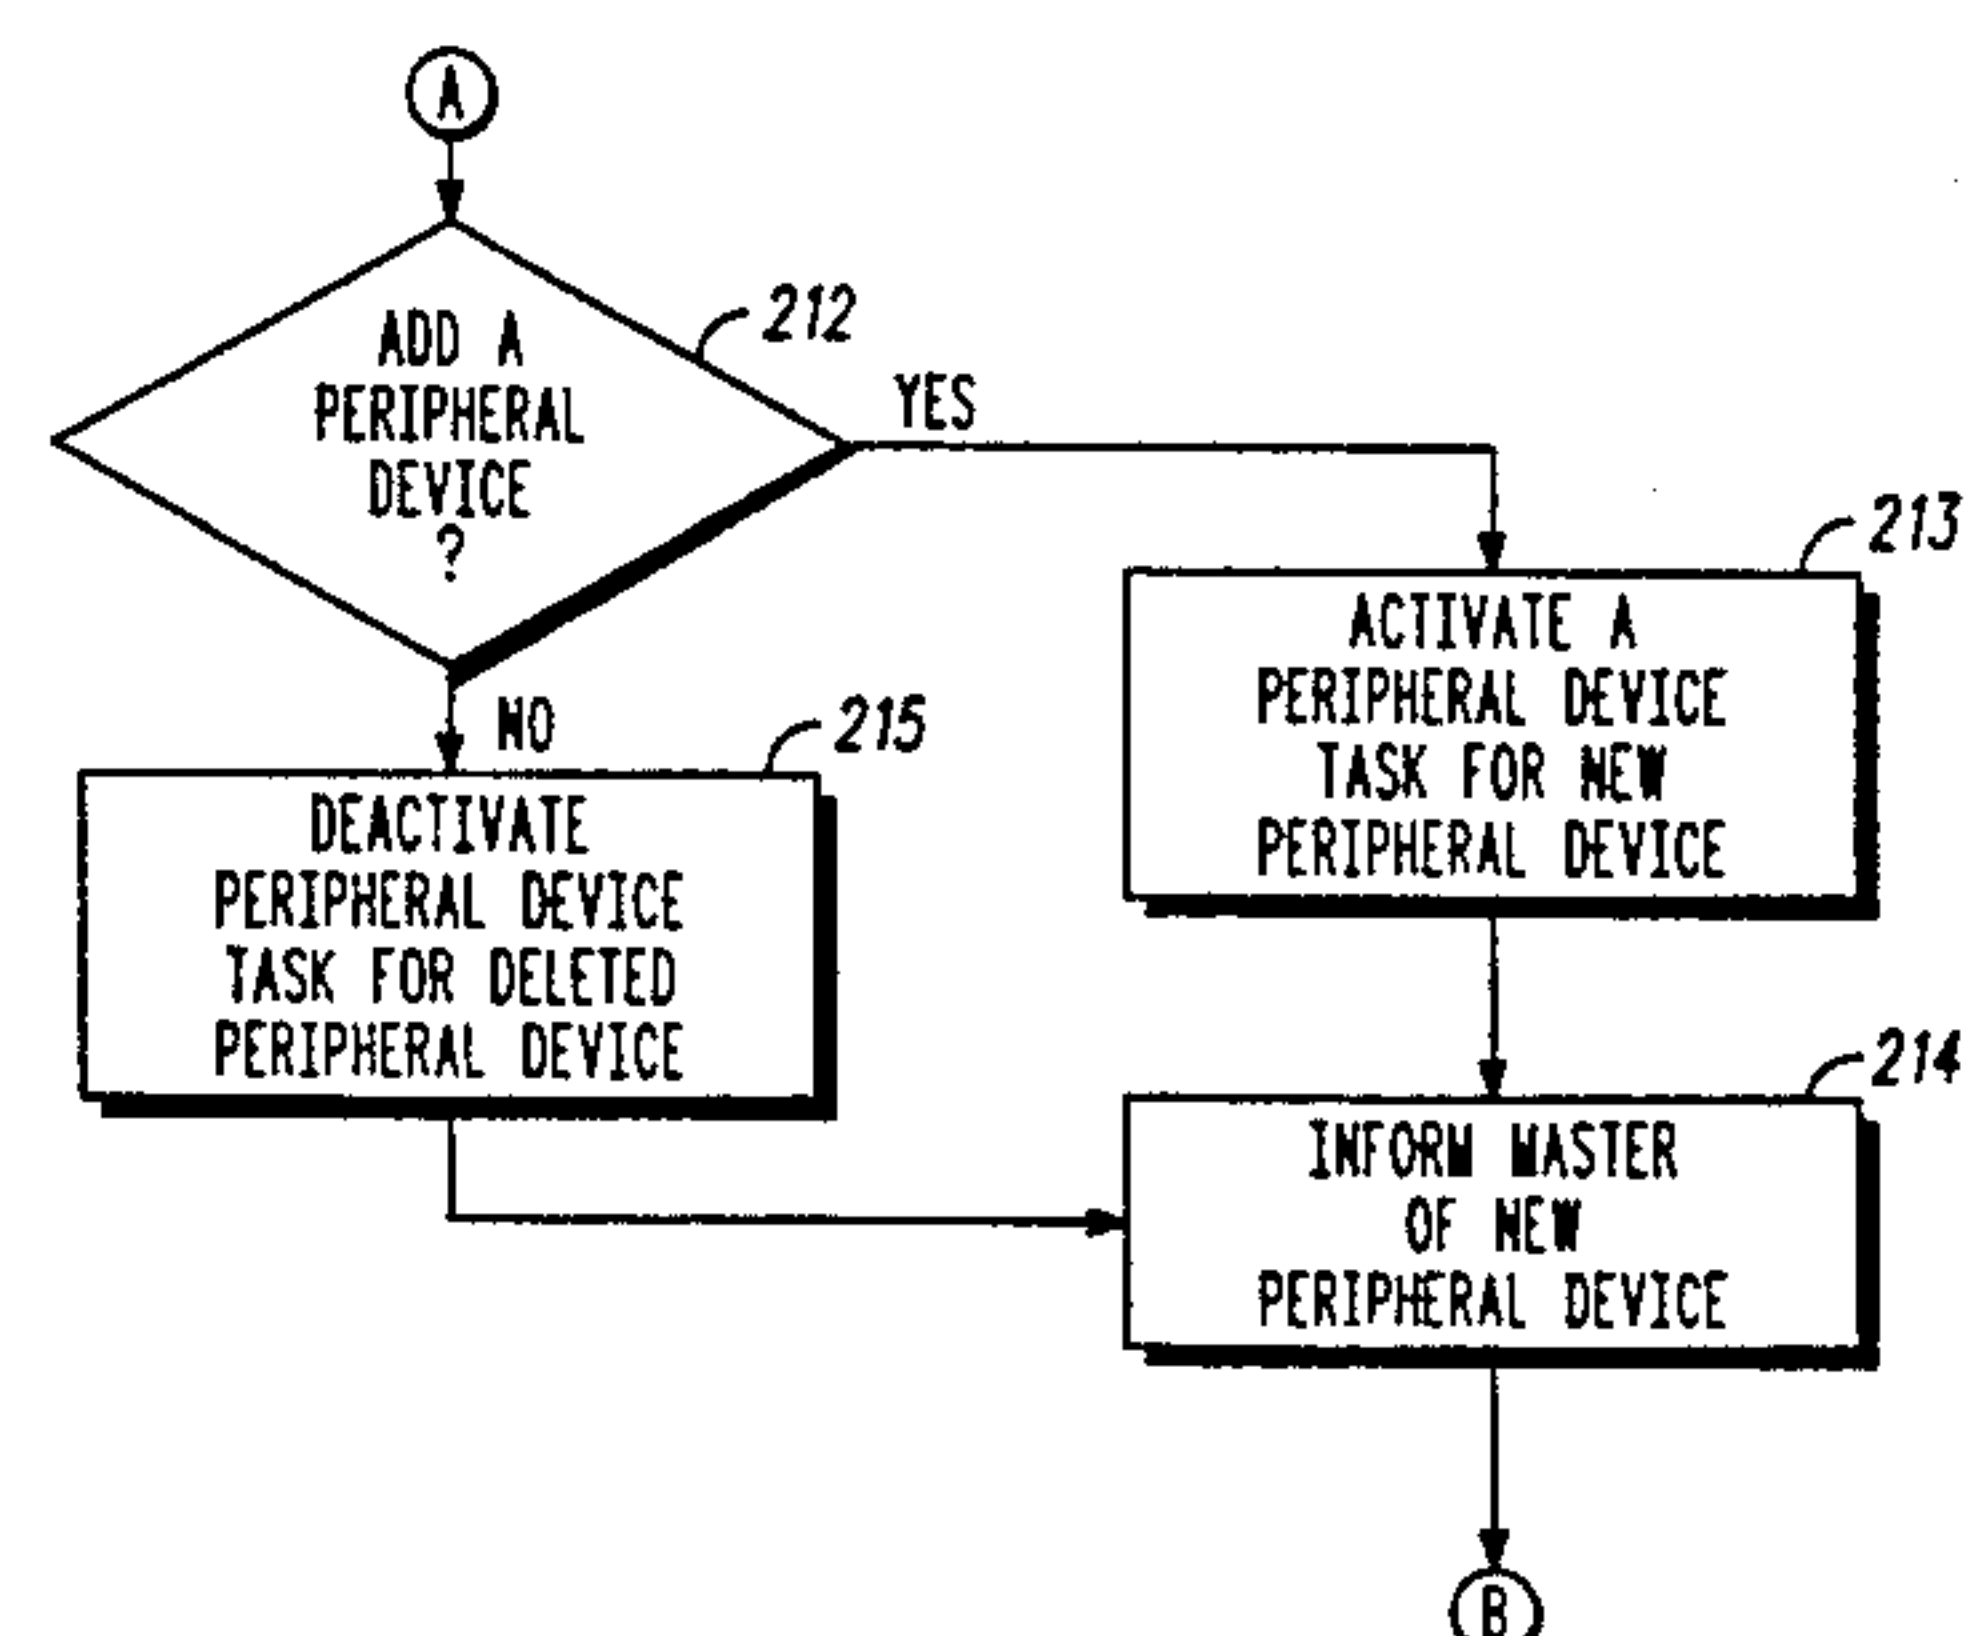 A
ADD A
PERIPHERAL
DEVICE
?
212
YES
NO
213
ACTIVATE A
PERIPHERAL DEVICE
TASK FOR NEW
PERIPHERAL DEVICE
215
DEACTIVATE
PERIPHERAL DEVICE
TASK FOR DELETED
PERIPHERAL DEVICE
214
INFORM MASTER
OF NEW
PERIPHERAL DEVICE
B